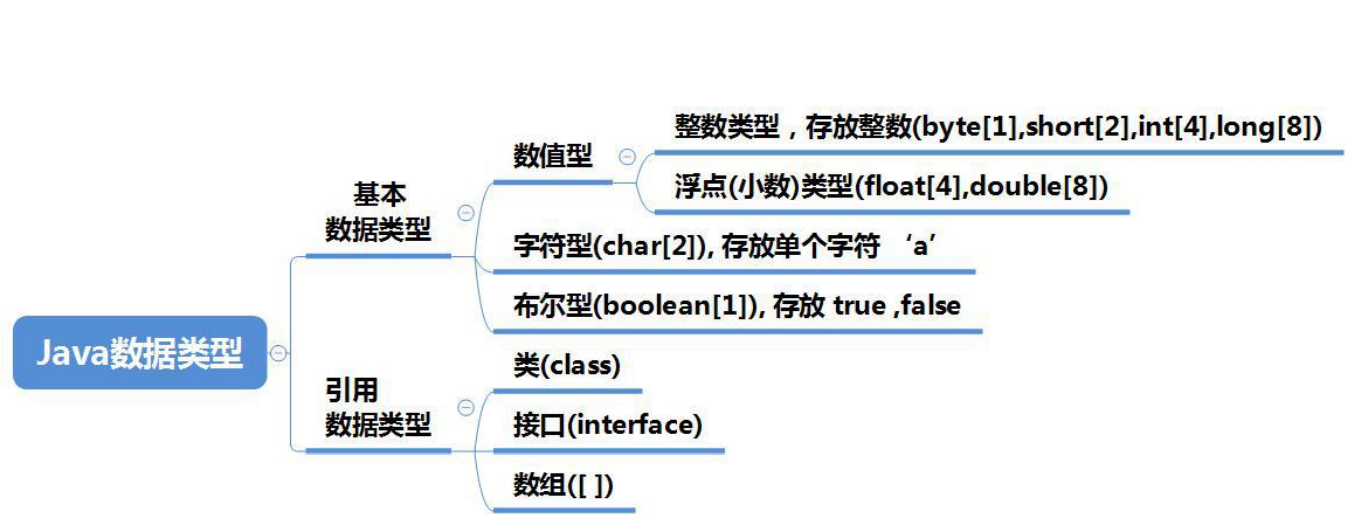 整数类型，存放整数(byte[1],short[2],int[4],long[8])
数值型
浮点(小数)类型(float[4],double[8])
基本
数据类型
字符型(char[2]), 存放单个字符 ‘a’
布尔型(boolean[1]), 存放 true ,false
Java数据类型
类(class)
引用
数据类型
接口(interface)
数组([ ])